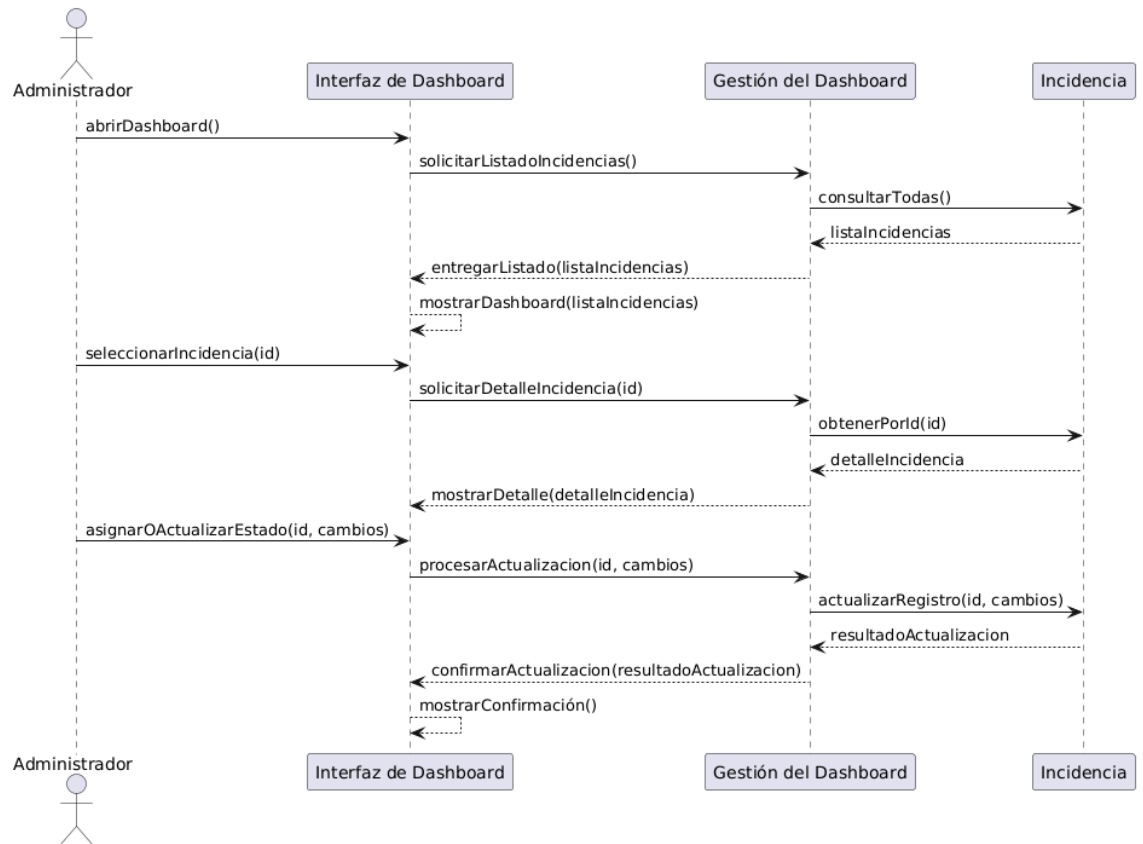 Administrador
Interfaz de Dashboard
Gestión del Dashboard
Incidencia
abrirDashboard()
solicitarListadoIncidencias()
consultarTodas()
listaIncidencias
entregarListado(listaIncidencias)
mostrarDashboard(listaIncidencias)
seleccionarIncidencia(id)
solicitarDetalleIncidencia(id)
obtenerPorId(id)
detalleIncidencia
mostrarDetalle(detalleIncidencia)
asignarOActualizarEstado(id, cambios)
procesarActualizacion(id, cambios)
actualizarRegistro(id, cambios)
resultadoActualizacion
confirmarActualizacion(resultadoActualizacion)
mostrarConfirmación()
Administrador
Interfaz de Dashboard
Gestión del Dashboard
Incidencia